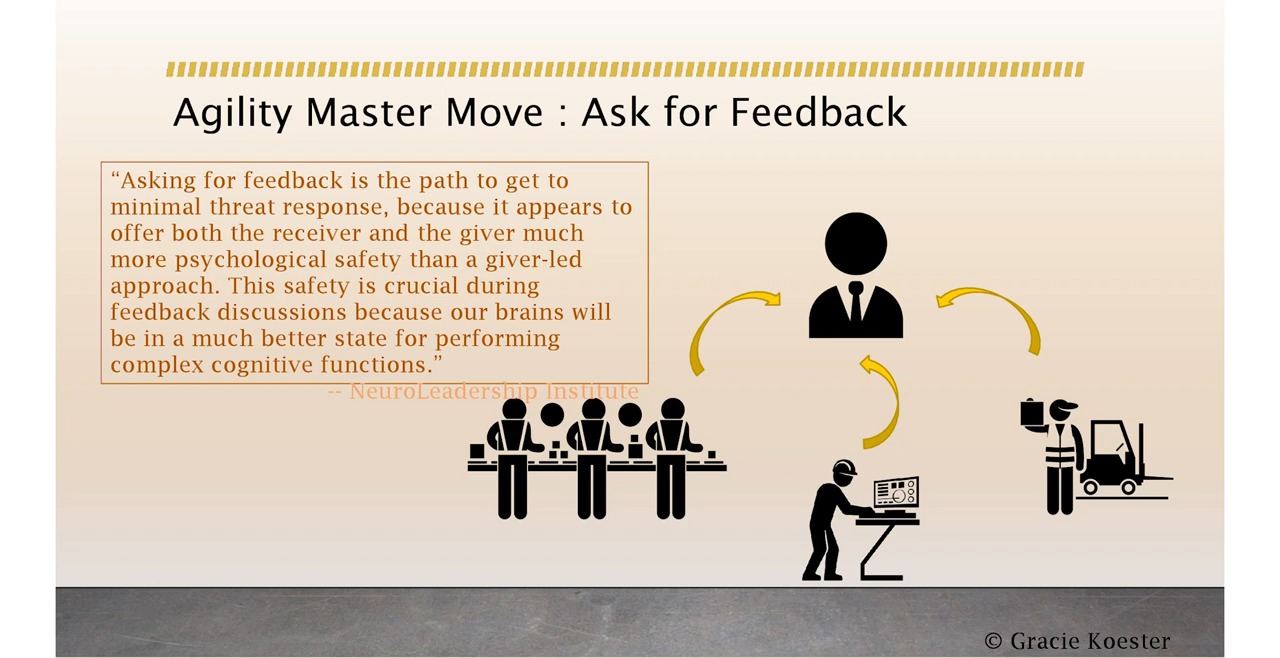 Agility Master Move : Ask for Feedback
“Asking for feedback is the path to get to
minimal threat response, because it appears to
offer both the receiver and the giver much
more psychological safety than a giver-led
approach. This safety is crucial during
feedback discussions because our brains will
be in a much better state for performing
complex cognitive functions.”
-- NeuroLeadership Institute
© Gracie Koester